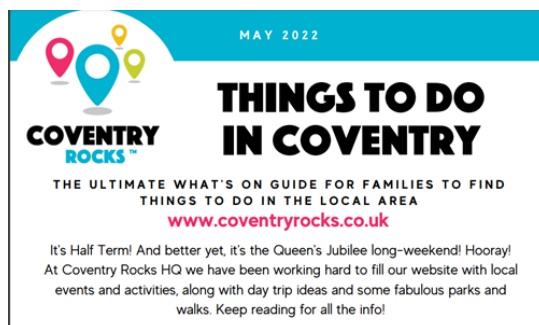 MAY 2022
COVENTRY
ROCKS™
THINGS TO DO
IN COVENTRY
THE ULTIMATE WHAT'S ON GUIDE FOR FAMILIES TO FIND
THINGS TO DO IN THE LOCAL AREA
www.coventryrocks.co.uk
It's Half Term! And better yet, it's the Queen's Jubilee long-weekend! Hooray!
At Coventry Rocks HQ we have been working hard to fill our website with local
events and activities, along with day trip ideas and some fabulous parks and
walks. Keep reading for all the info!